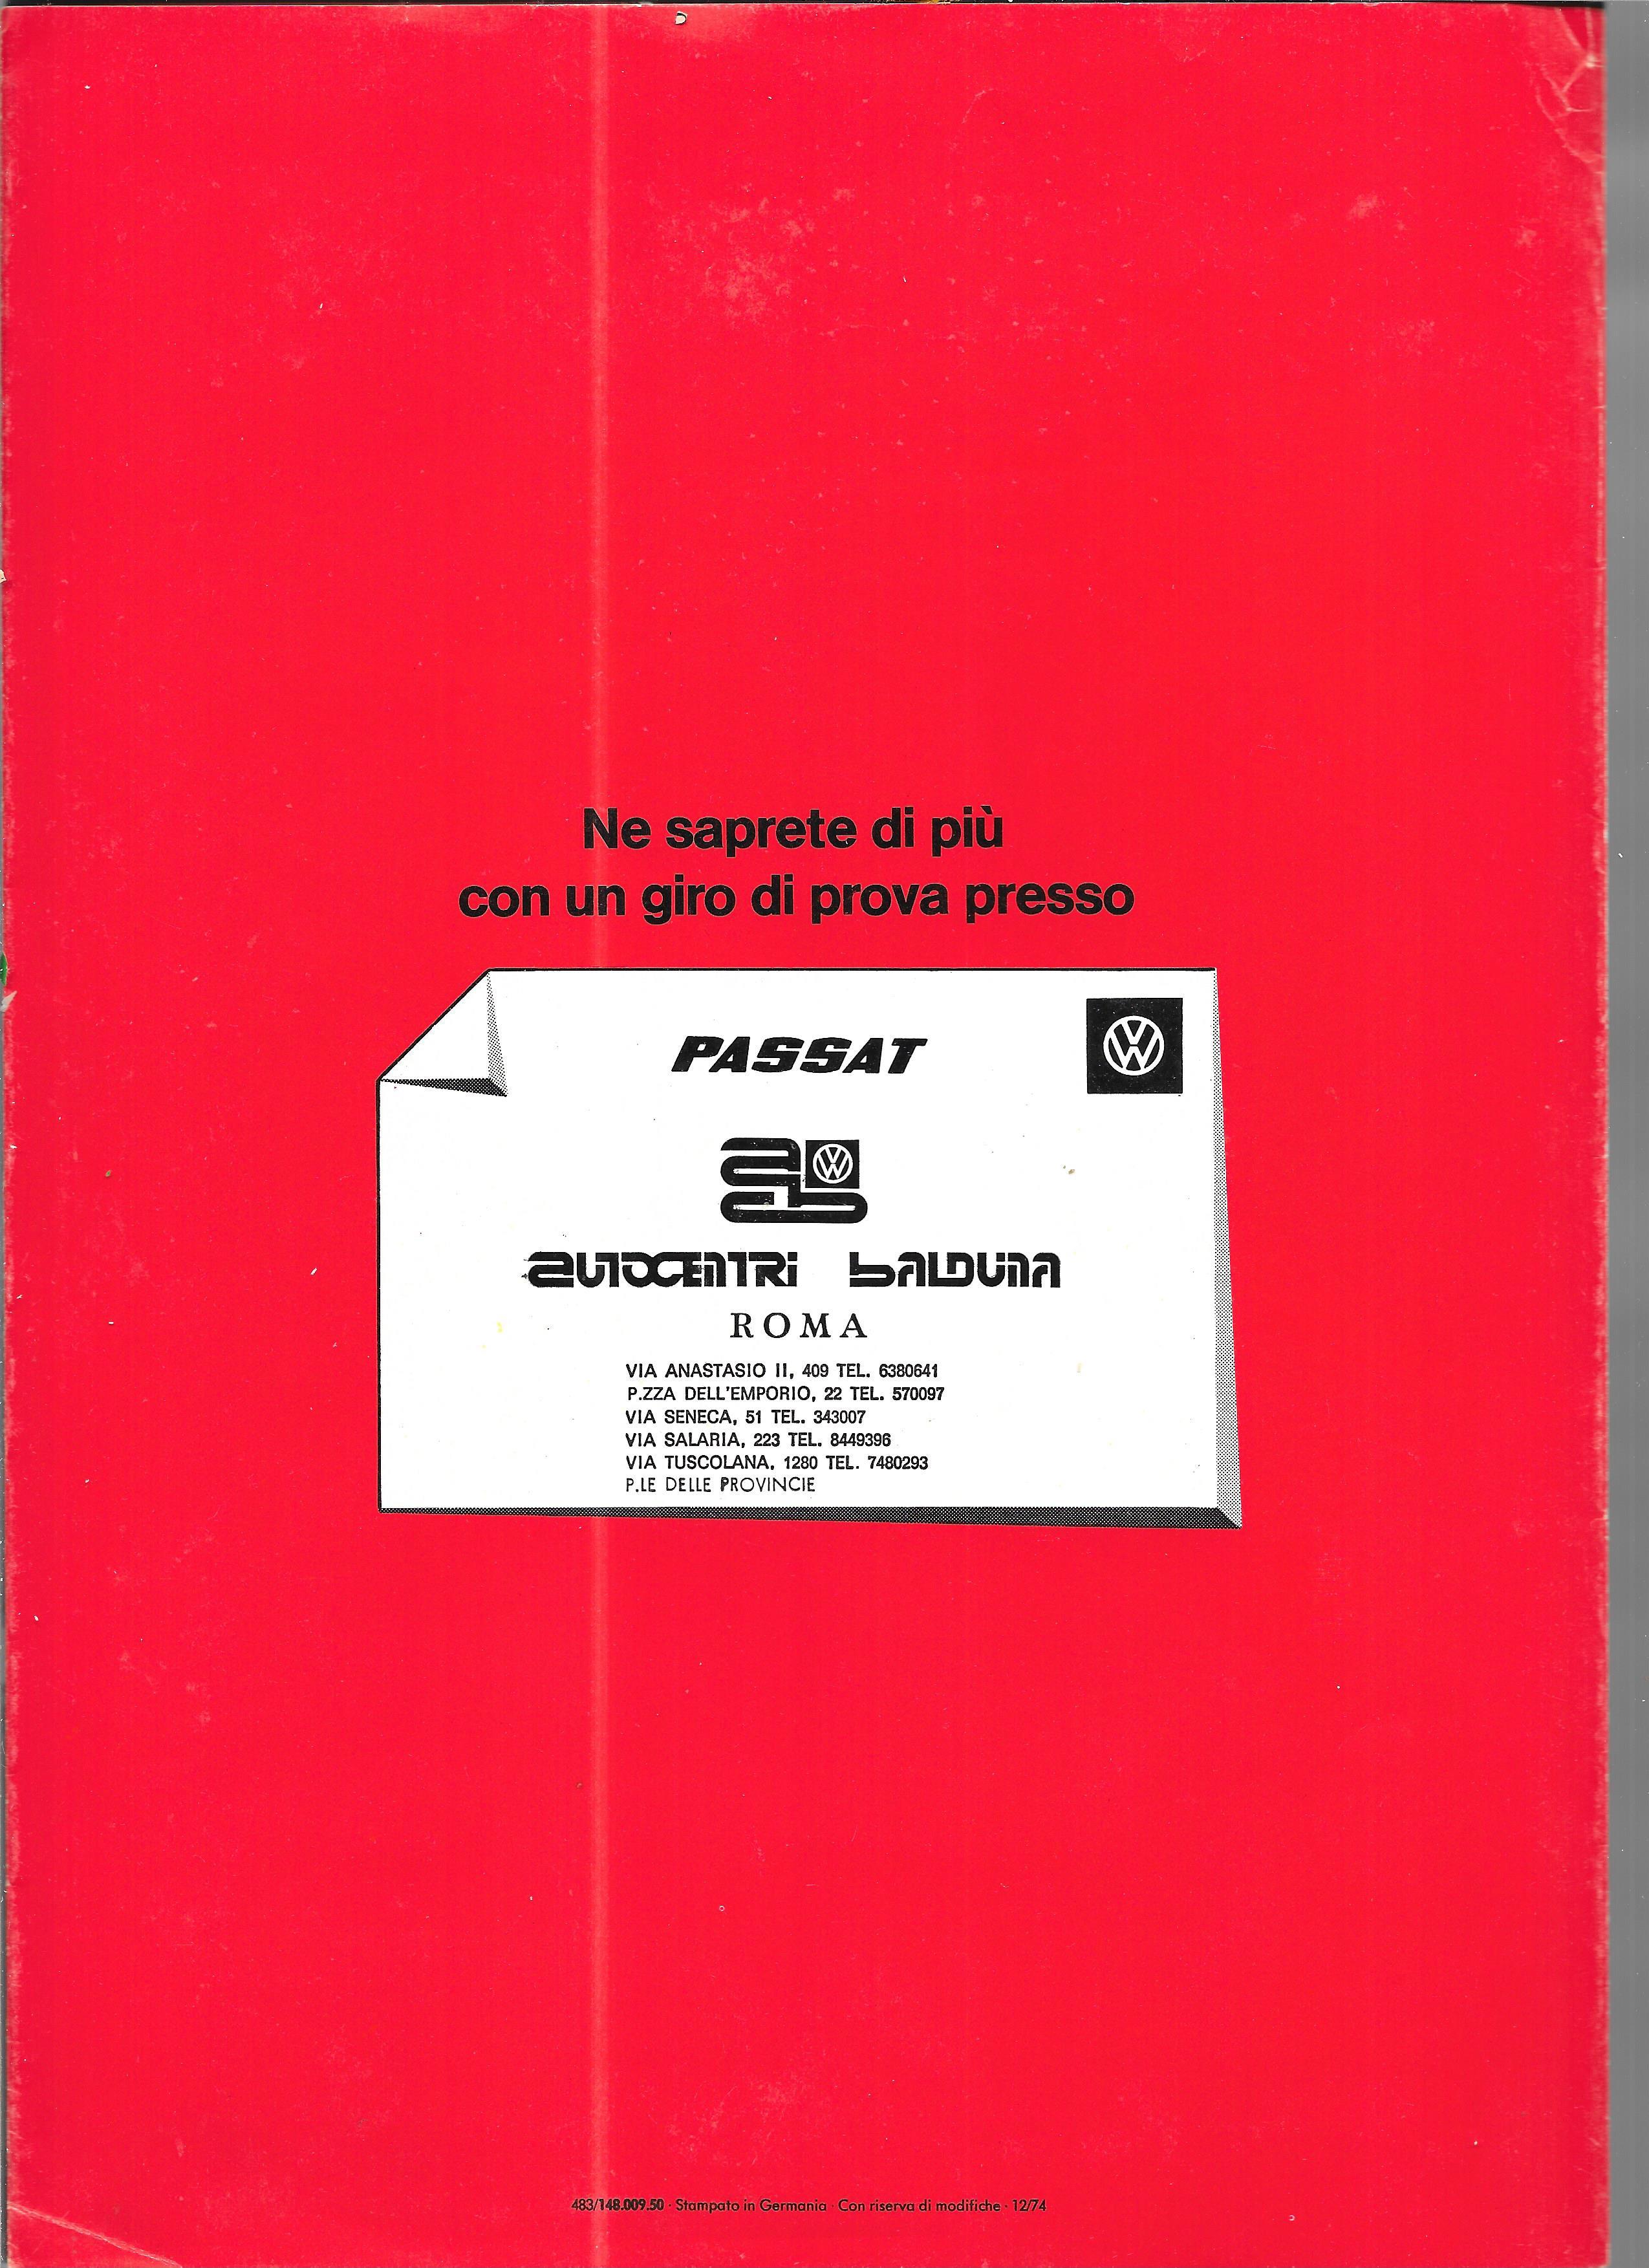 Ne saprete di più
con un giro di prova presso
PASSAT
VW
ab VW
AUTOCENTRI BALDUINA
ROMA
VIA ANASTASIO II, 409 TEL. 6380641
P.ZZA DELL'EMPORIO, 22 TEL. 570097
VIA SENECA, 51 TEL. 343007
VIA SALARIA, 223 TEL. 8449396
VIA TUSCOLANA, 1280 TEL. 7480293
P.LE DELLE PROVINCIE
483/148.009.50 · Stampato in Germania · Con riserva di modifiche · 12/74